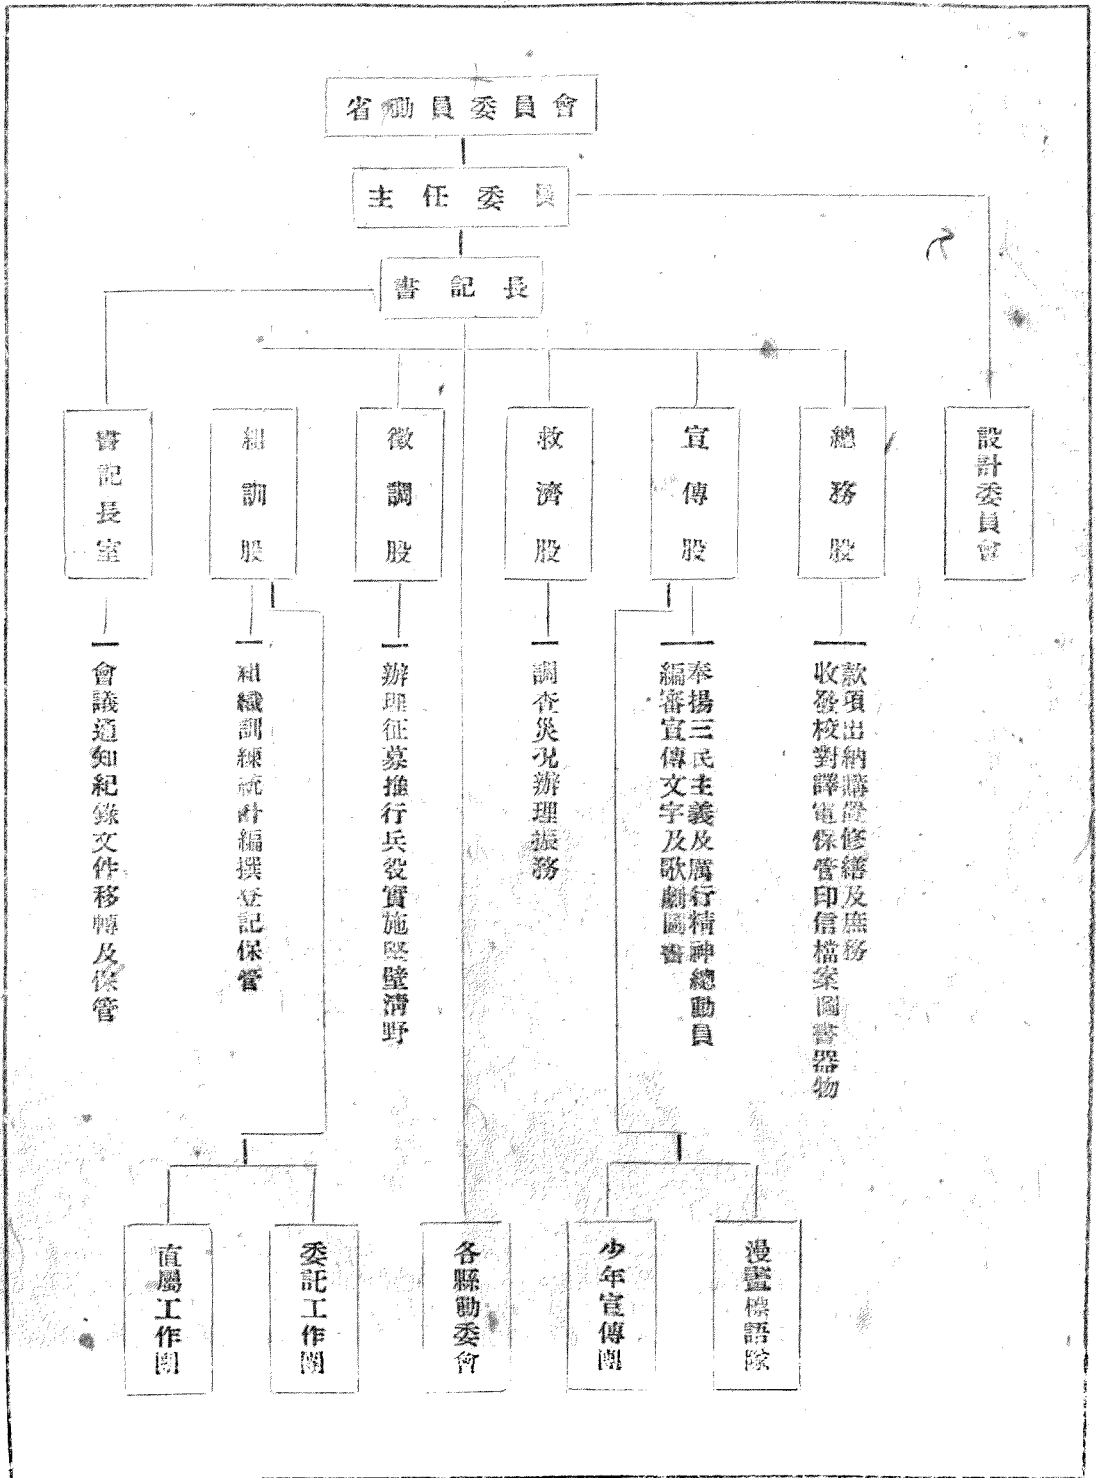 省動員委員會
主任委員
書記長
設計委員會
總務股
宣傳股
救濟股
徵調股
組訓股
書記長室
款項出納購置修繕及庶務
收發校對譯電保管印信檔案圖書器物
奉揚三民主義及厲行精神總動員
編審宣傳文字及歌劇圖書
調查災况辦理振務
辦理征募推行兵役實施堅壁清野
組織訓練統計編撰登記保管
會議通知紀錄文件移轉及保管
漫畫標語隊
少年宣傳團
各縣動委會
委託工作團
直屬工作團